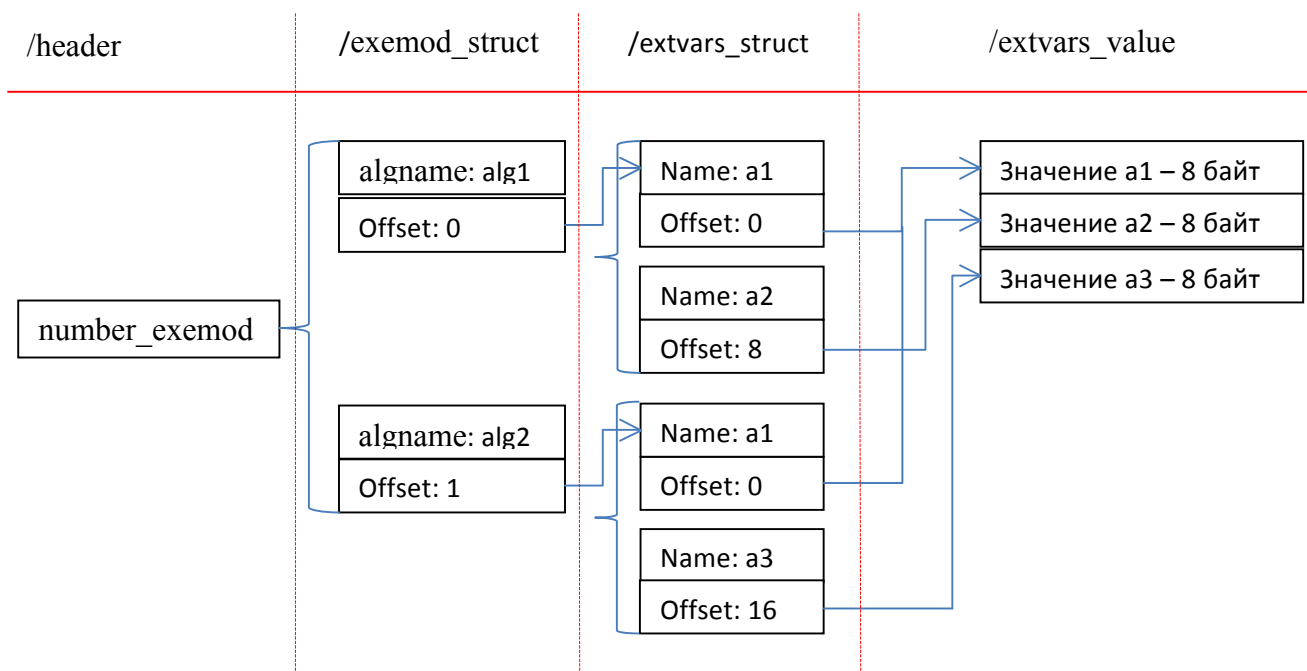 /header
/exemod_struct
/extvars_struct
/extvars_value
number_exemod
algname: alg1
Offset: 0
algname: alg2
Offset: 1
Name: a1
Offset: 0
Name: a2
Offset: 8
Name: a1
Offset: 0
Name: a3
Offset: 16
Значение a1 – 8 байт
Значение a2 – 8 байт
Значение a3 – 8 байт